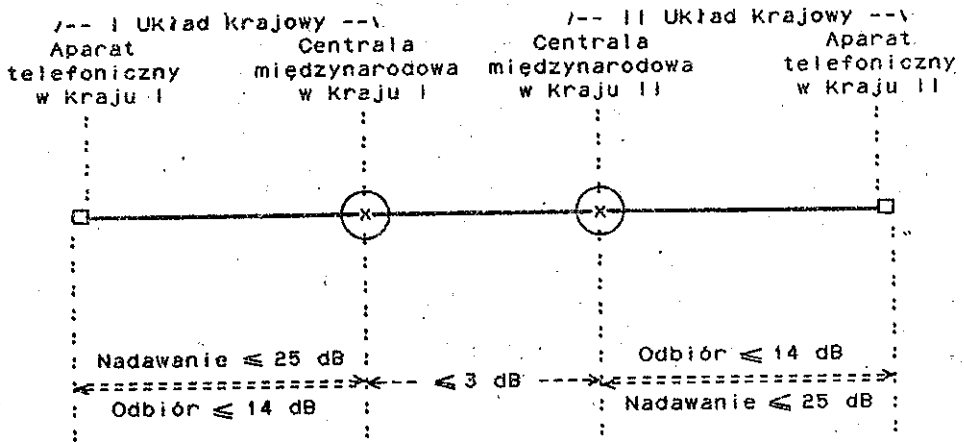 /-- I Układ krajowy --\ /-- II Układ Krajowy --\
Aparat Centrala Centrala Aparat
telefoniczny międzynarodowa międzynarodowa telefoniczny
w Kraju I w Kraju I w Kraju II w Kraju II
x x
Nadawanie ≤ 25 dB Odbiór ≤ 14 dB
≤ 3 dB
Odbiór ≤ 14 dB Nadawanie ≤ 25 dB